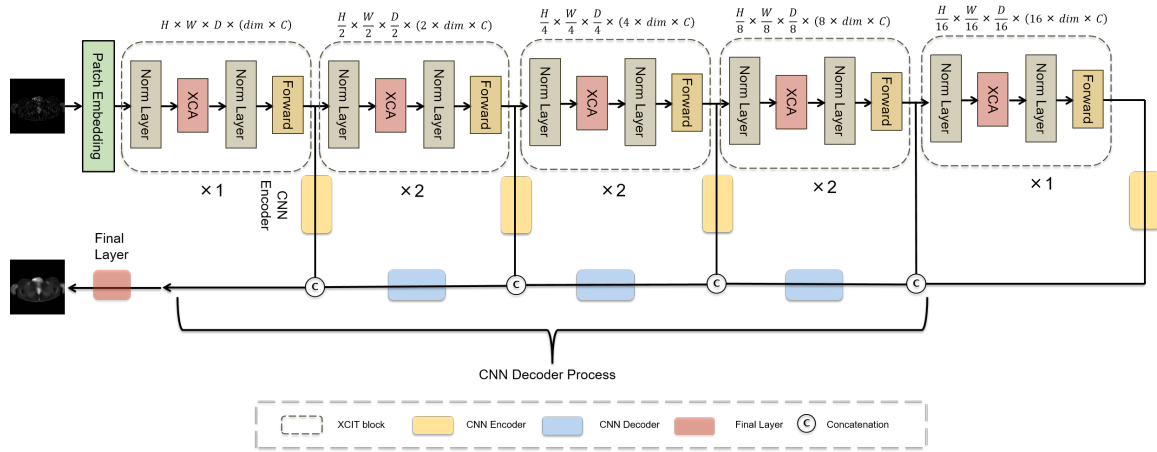 H × W × D × (dim × C)
H/2 × W/2 × D/2 × (2 × dim × C)
H/4 × W/4 × D/4 × (4 × dim × C)
H/8 × W/8 × D/8 × (8 × dim × C)
H/16 × W/16 × D/16 × (16 × dim × C)
Patch Embedding
Norm Layer
XCA
Norm Layer
Forward
Norm Layer
XCA
Norm Layer
Forward
Norm Layer
XCA
Norm Layer
Forward
Norm Layer
XCA
Norm Layer
Forward
Norm Layer
XCA
Norm Layer
Forward
×1
×2
×2
×2
×1
CNN
Encoder
Final
Layer
C
C
C
C
CNN Decoder Process
XCIT block
CNN Encoder
CNN Decoder
Final Layer
C
Concatenation